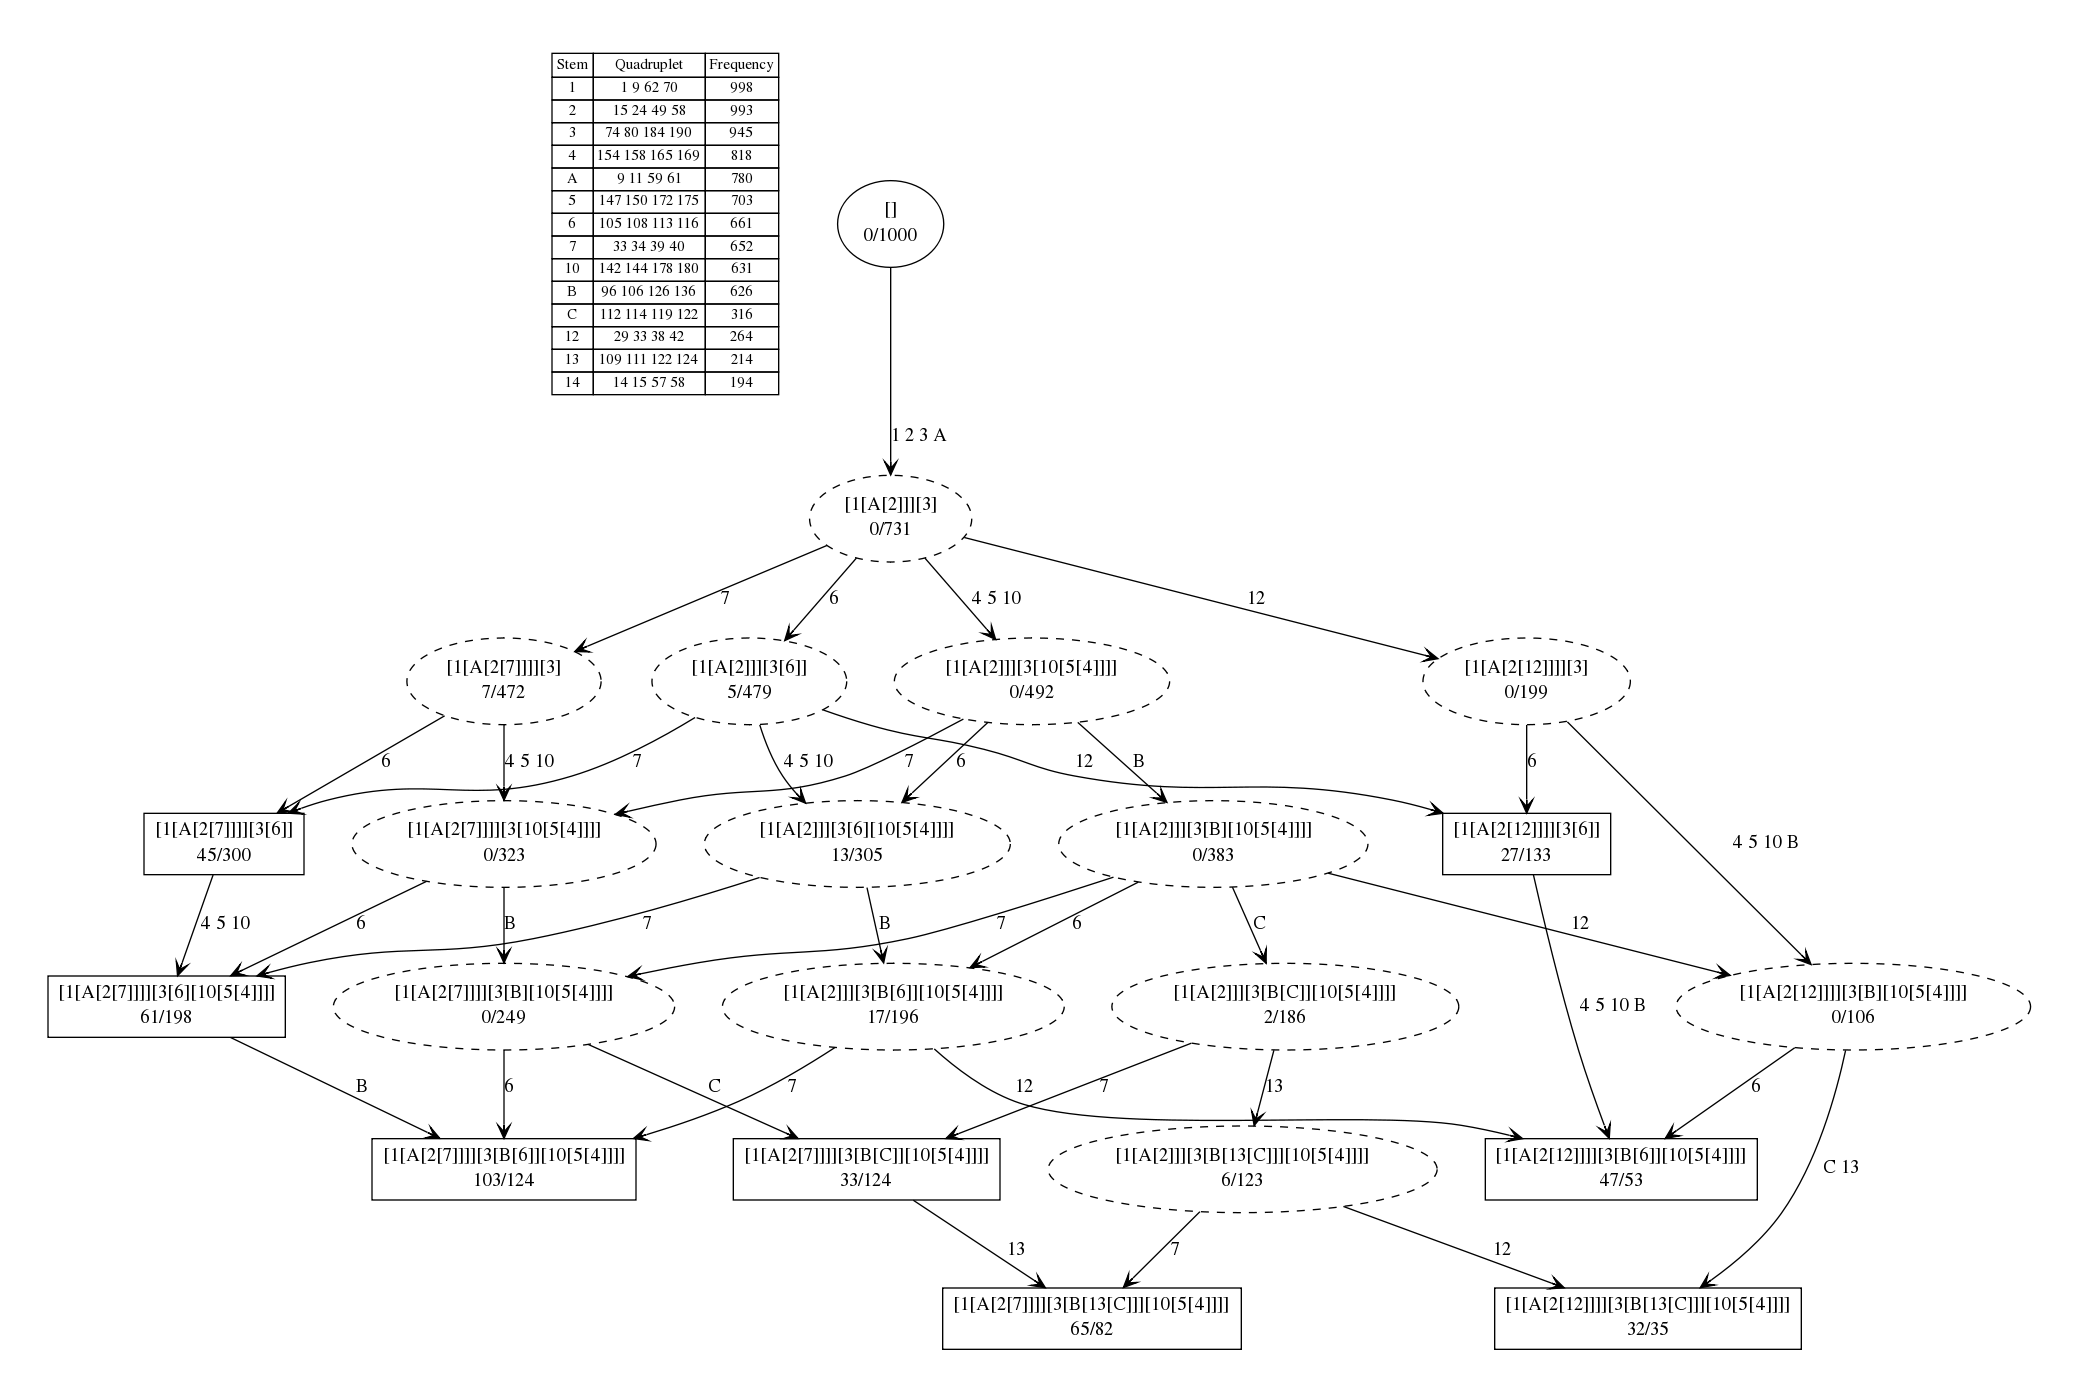 Stem Quadruplet Frequency
1 1 9 62 70 998
2 15 24 49 58 993
3 74 80 184 190 945
4 154 158 165 169 818
A 9 11 59 61 780
5 147 150 172 175 703
6 105 108 113 116 661
7 33 34 39 40 652
10 142 144 178 180 631
B 96 106 126 136 626
C 112 114 119 122 316
12 29 33 38 42 264
13 109 111 122 124 214
14 14 15 57 58 194
[]
0/1000
1 2 3 A
[1[A[2]]][3]
0/731
7
6
4 5 10
12
[1[A[2[7]]]][3]
7/472
[1[A[2]]][3[6]]
5/479
[1[A[2]]][3[10[5[4]]]]
0/492
[1[A[2[12]]]][3]
0/199
6
4 5 10
7
4 5 10
7
6
12
B
6
4 5 10 B
[1[A[2[7]]]][3[6]]
45/300
[1[A[2[7]]]][3[10[5[4]]]]
0/323
[1[A[2]]][3[6][10[5[4]]]]
13/305
[1[A[2]]][3[B][10[5[4]]]]
0/383
[1[A[2[12]]]][3[6]]
27/133
4 5 10
6
B
7
B
7
6
C
12
4 5 10 B
[1[A[2[7]]]][3[6][10[5[4]]]]
61/198
[1[A[2[7]]]][3[B][10[5[4]]]]
0/249
[1[A[2]]][3[B[6]][10[5[4]]]]
17/196
[1[A[2]]][3[B[C]][10[5[4]]]]
2/186
[1[A[2[12]]]][3[B][10[5[4]]]]
0/106
B
6
C
7
12
7
13
6
C 13
[1[A[2[7]]]][3[B[6]][10[5[4]]]]
103/124
[1[A[2[7]]]][3[B[C]][10[5[4]]]]
33/124
[1[A[2]]][3[B[13[C]]][10[5[4]]]]
6/123
[1[A[2[12]]]][3[B[6]][10[5[4]]]]
47/53
13
7
12
[1[A[2[7]]]][3[B[13[C]]][10[5[4]]]]
65/82
[1[A[2[12]]]][3[B[13[C]]][10[5[4]]]]
32/35